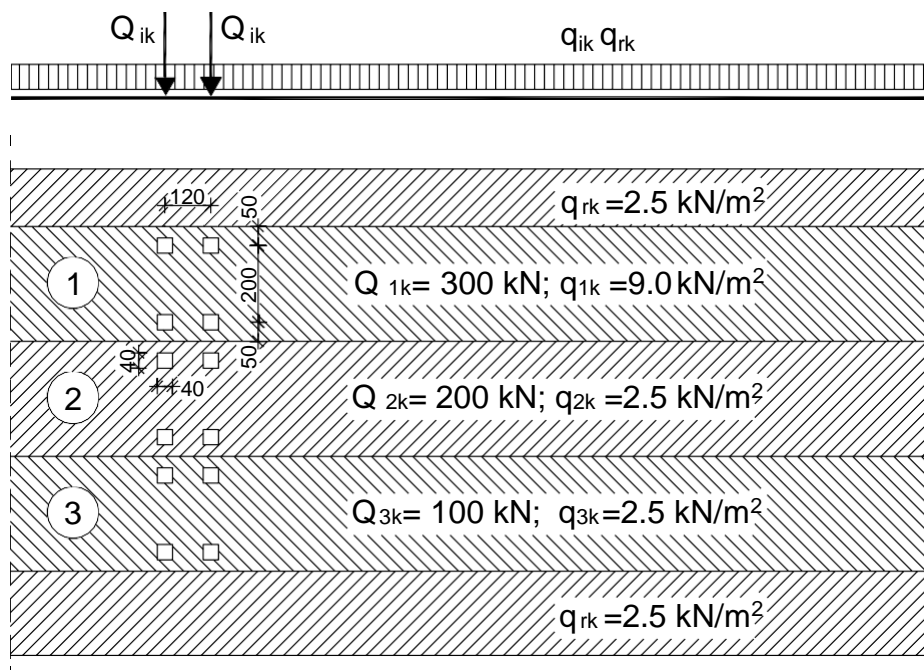 Q ik Q ik q ik q rk
120
50
q rk =2.5 kN/m²
1
200
Q 1k= 300 kN; q1k =9.0 kN/m²
50
40
40
2
Q 2k= 200 kN; q2k =2.5 kN/m²
3
Q3k= 100 kN; q3k=2.5 kN/m²
q rk =2.5 kN/m²